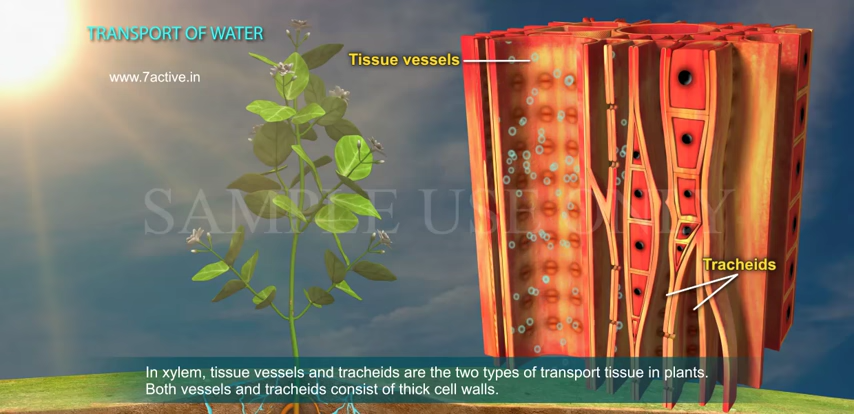 TRANSPORT OF WATER
www.7active.in
Tissue vessels
SAMPLE USE ONLY
Tracheids
In xylem, tissue vessels and tracheids are the two types of transport tissue in plants.
Both vessels and tracheids consist of thick cell walls.